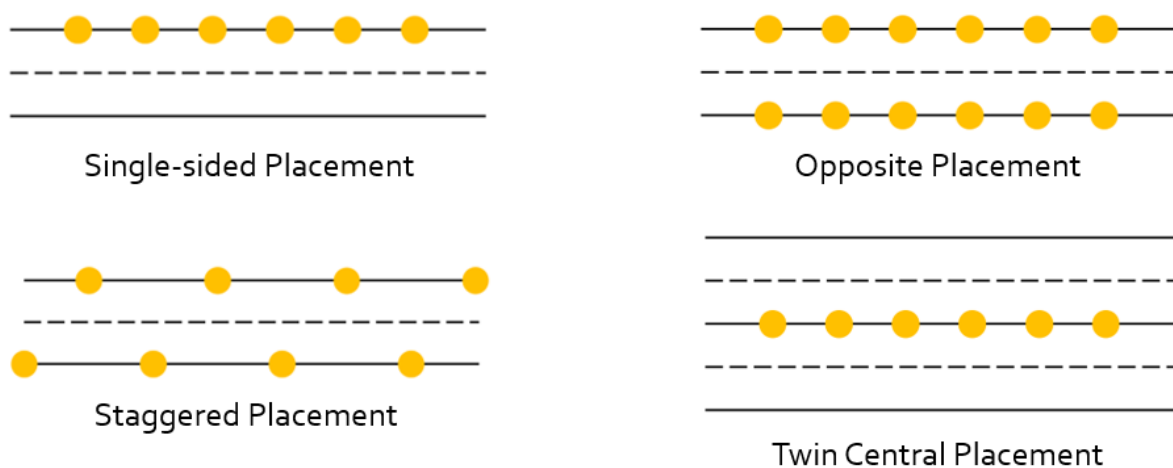 Single-sided Placement
Opposite Placement
Staggered Placement
Twin Central Placement